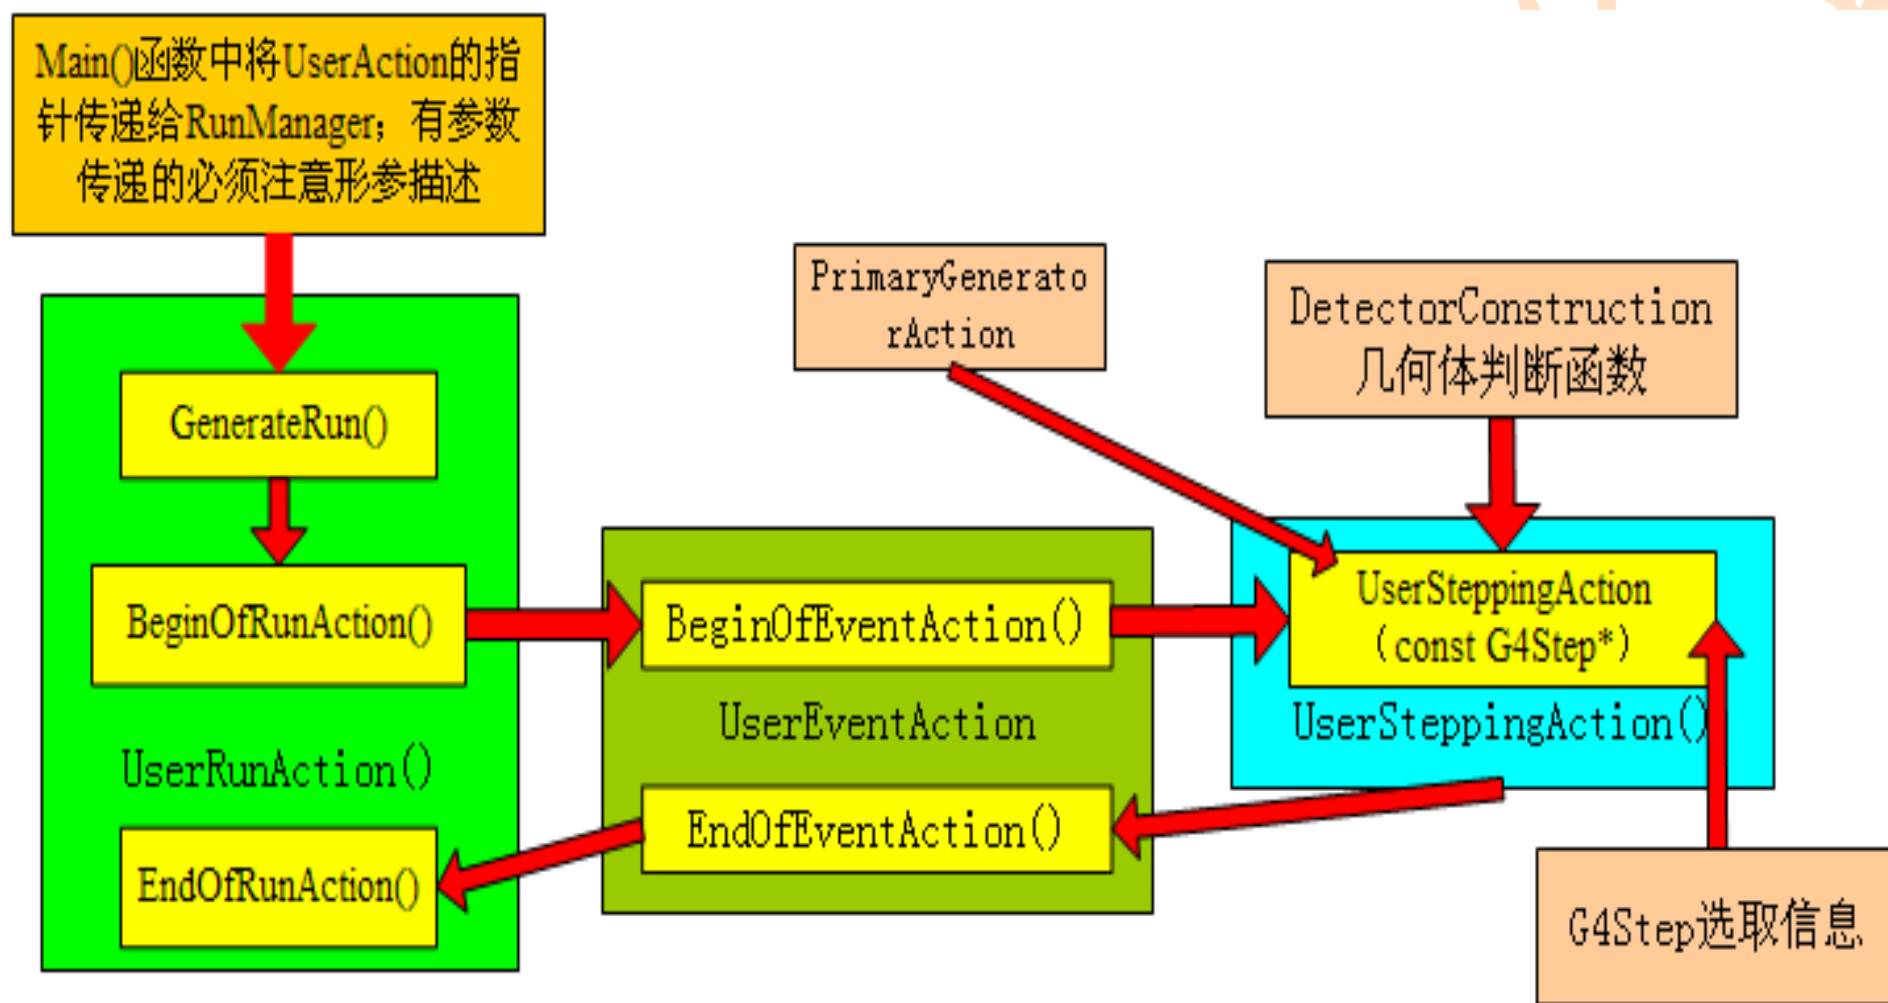 Main()函数中将UserAction的指
针传递给RunManager；有参数
传递的必须注意形参描述
GenerateRun()
BeginOfRunAction()
UserRunAction()
EndOfRunAction()
PrimaryGenerato
rAction
BeginOfEventAction()
UserEventAction
EndOfEventAction()
DetectorConstruction
几何体判断函数
UserSteppingAction
（const G4Step*）
UserSteppingAction()
G4Step选取信息